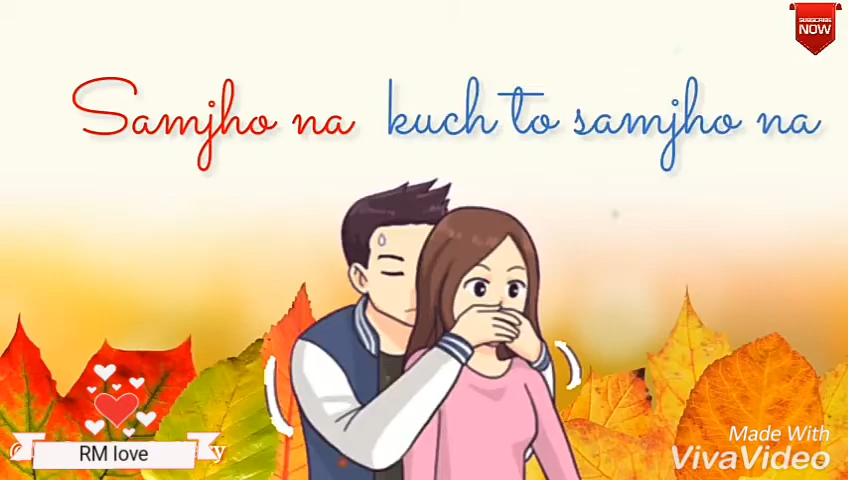 SUBSCRIBE
NOW
Samjho na kuch to samjho na
RM love
Made With
VivaVideo